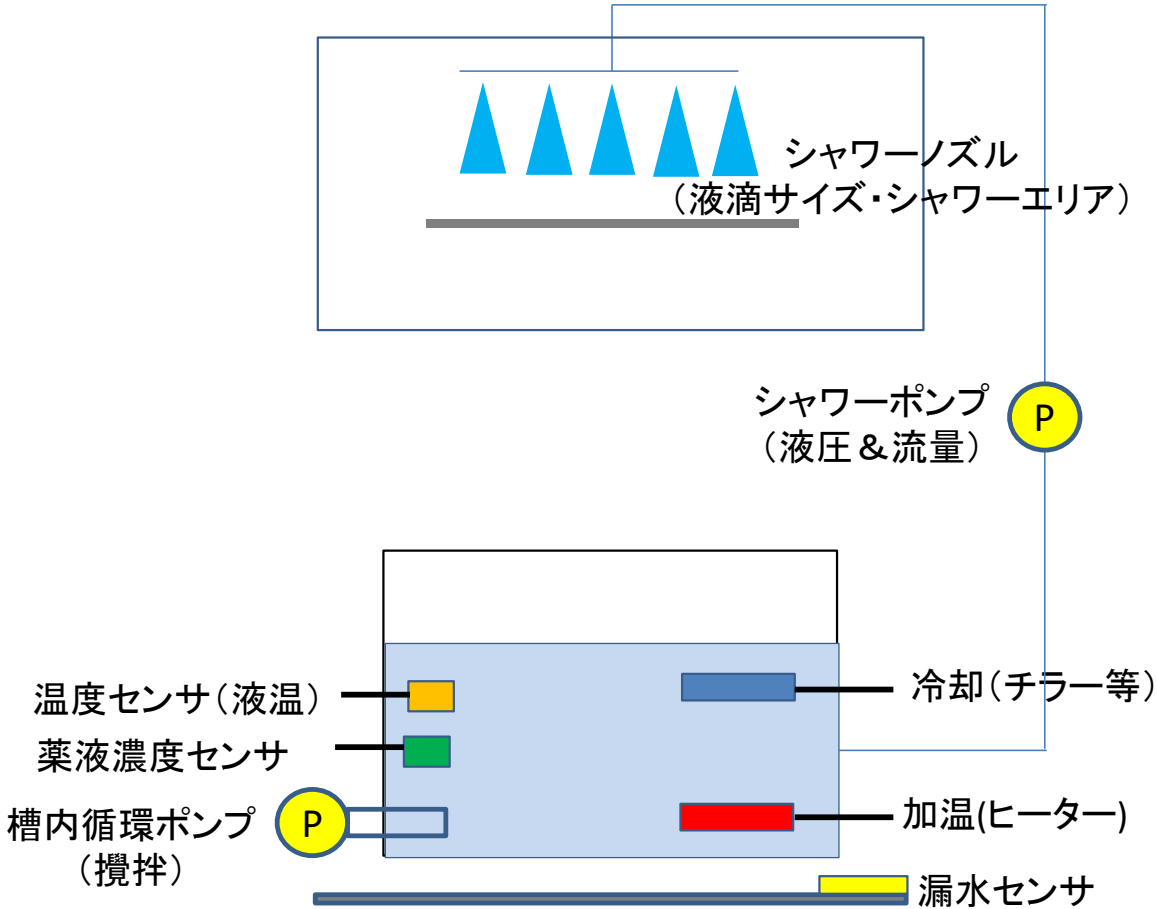 シャワーノズル
（液滴サイズ・シャワーエリア）
シャワーポンプ
（液圧＆流量）
P
温度センサ（液温）
冷却（チラー等）
薬液濃度センサ
槽内循環ポンプ
（攪拌）
P
加温(ヒーター)
漏水センサ